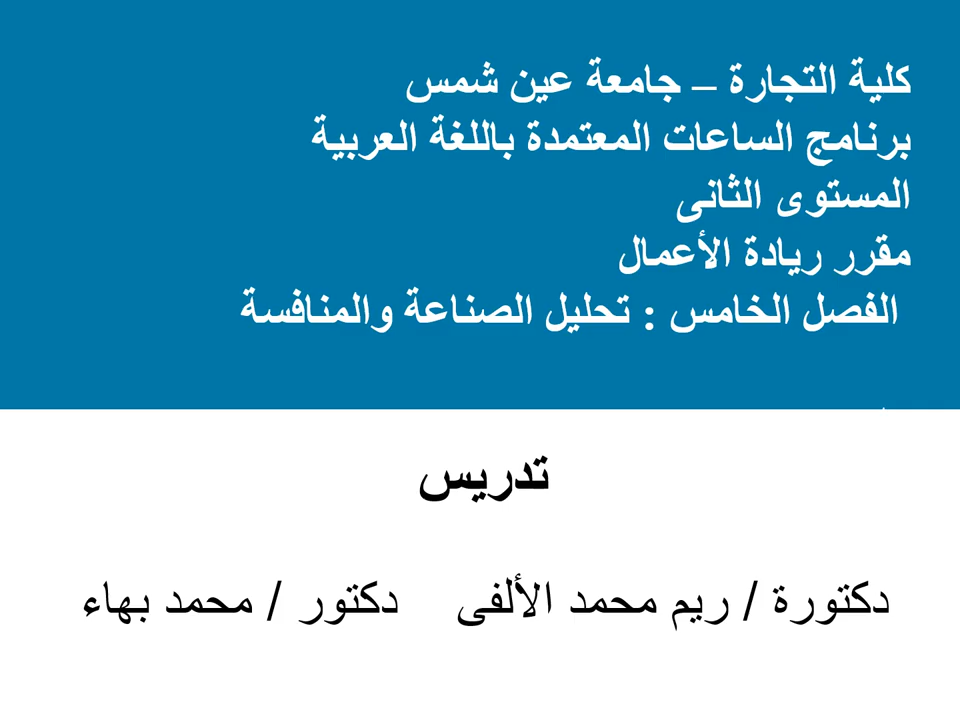 كلية التجارة – جامعة عين شمس
برنامج الساعات المعتمدة باللغة العربية
المستوى الثانى
مقرر ريادة الأعمال
الفصل الخامس : تحليل الصناعة والمنافسة
تدريس
دكتورة / ريم محمد الألفى دكتور / محمد بهاء